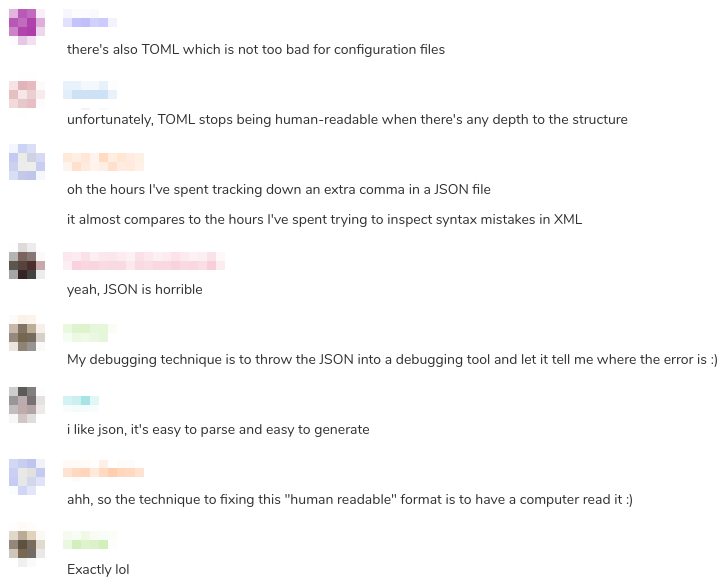 there's also TOML which is not too bad for configuration files
unfortunately, TOML stops being human-readable when there's any depth to the structure
oh the hours I've spent tracking down an extra comma in a JSON file
it almost compares to the hours I've spent trying to inspect syntax mistakes in XML
yeah, JSON is horrible
My debugging technique is to throw the JSON into a debugging tool and let it tell me where the error is :)
i like json, it's easy to parse and easy to generate
ahh, so the technique to fixing this "human readable" format is to have a computer read it :)
Exactly lol